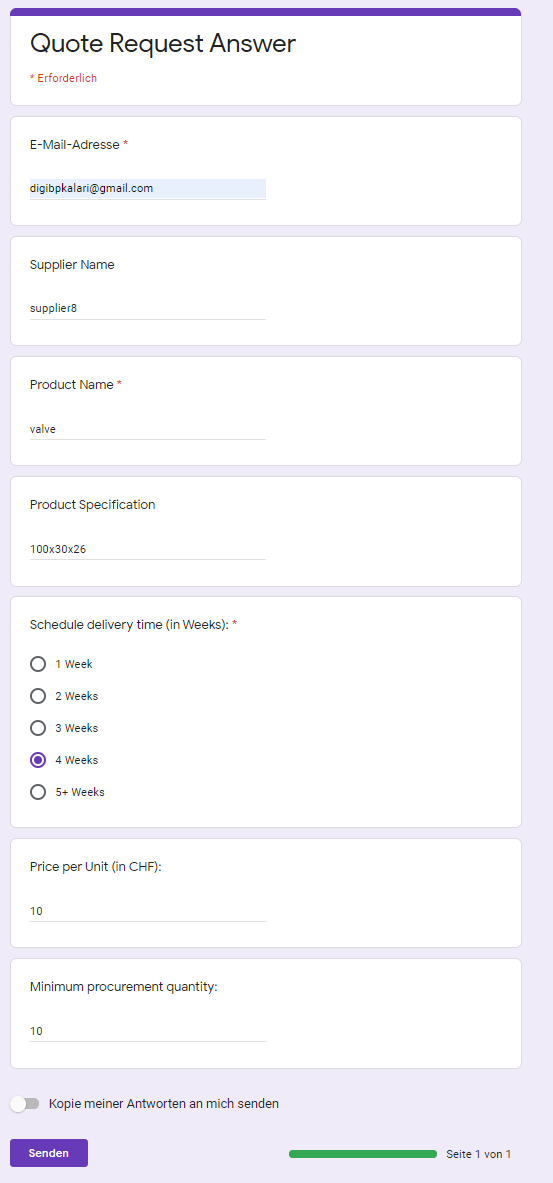 Quote Request Answer
* Erforderlich
E-Mail-Adresse *
digibpkalari@gmail.com
Supplier Name
supplier8
Product Name *
valve
Product Specification
100x30x26
Schedule delivery time (in Weeks): *
1 Week
2 Weeks
3 Weeks
4 Weeks
5+ Weeks
Price per Unit (in CHF):
10
Minimum procurement quantity:
10
Kopie meiner Antworten an mich senden
Senden
Seite 1 von 1